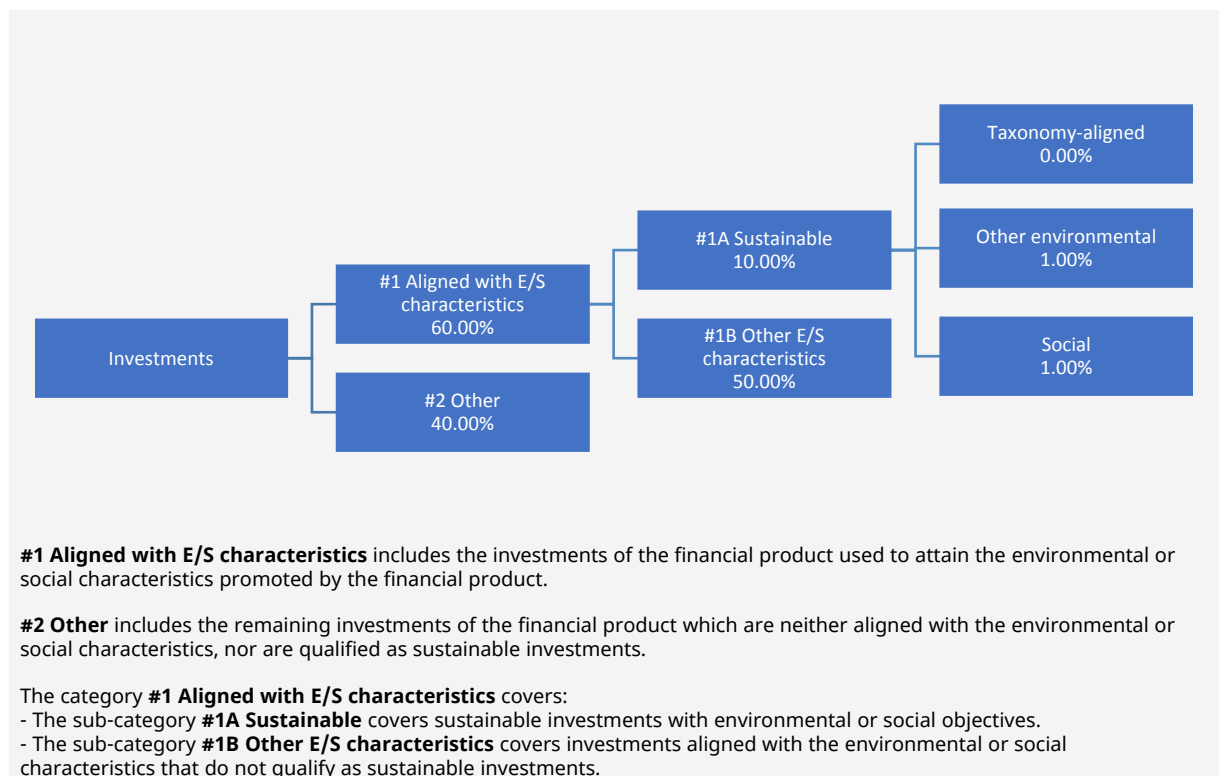 Investments
#1 Aligned with E/S
characteristics
60.00%
#2 Other
40.00%
#1A Sustainable
10.00%
#1B Other E/S
characteristics
50.00%
Taxonomy-aligned
0.00%
Other environmental
1.00%
Social
1.00%
#1 Aligned with E/S characteristics includes the investments of the financial product used to attain the environmental or
social characteristics promoted by the financial product.
#2 Other includes the remaining investments of the financial product which are neither aligned with the environmental or
social characteristics, nor are qualified as sustainable investments.
The category #1 Aligned with E/S characteristics covers:
- The sub-category #1A Sustainable covers sustainable investments with environmental or social objectives.
- The sub-category #1B Other E/S characteristics covers investments aligned with the environmental or social
characteristics that do not qualify as sustainable investments.